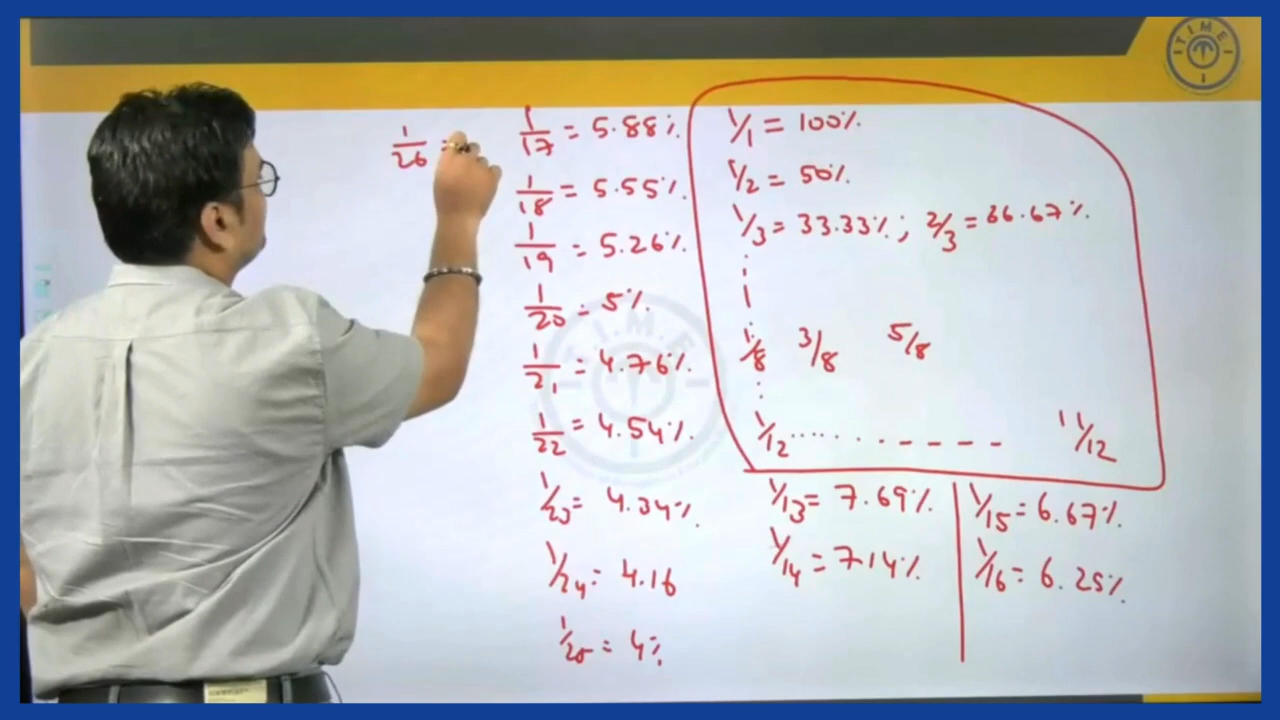 T.I.M.E.
1/26 =
1/17 = 5.88%.
1/18 = 5.55%.
1/19 = 5.26%.
1/20 = 5%.
1/21 = 4.76%.
1/22 = 4.54%.
1/23 = 4.34%.
1/24 = 4.16
1/25 = 4%.
1/1 = 100%.
1/2 = 50%.
1/3 = 33.33%.; 2/3 = 66.67%.
1/8 3/8 5/8
1/12 ........ – – – – 11/12
1/13 = 7.69%.
1/14 = 7.14%.
1/15 = 6.67%.
1/16 = 6.25%.
T.I.M.E.